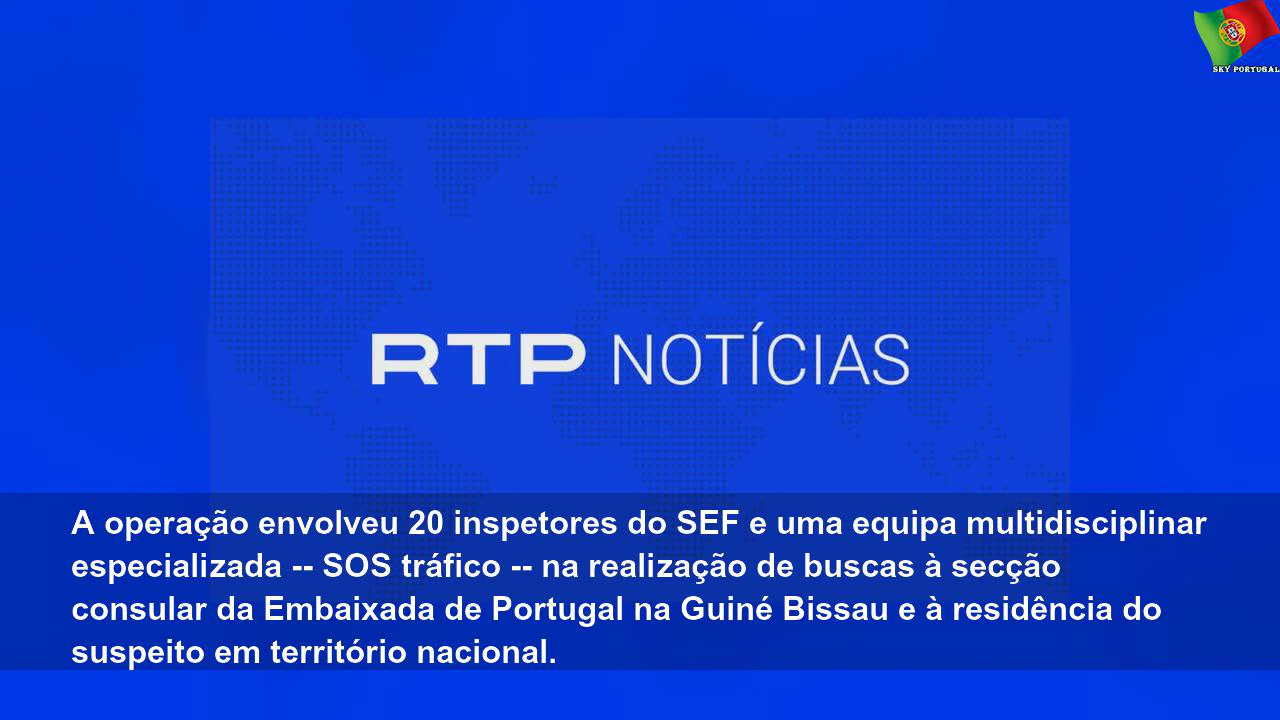 SKY PORTUGAL
RTP NOTÍCIAS
A operação envolveu 20 inspetores do SEF e uma equipa multidisciplinar
especializada -- SOS tráfico -- na realização de buscas à secção
consular da Embaixada de Portugal na Guiné Bissau e à residência do
suspeito em território nacional.